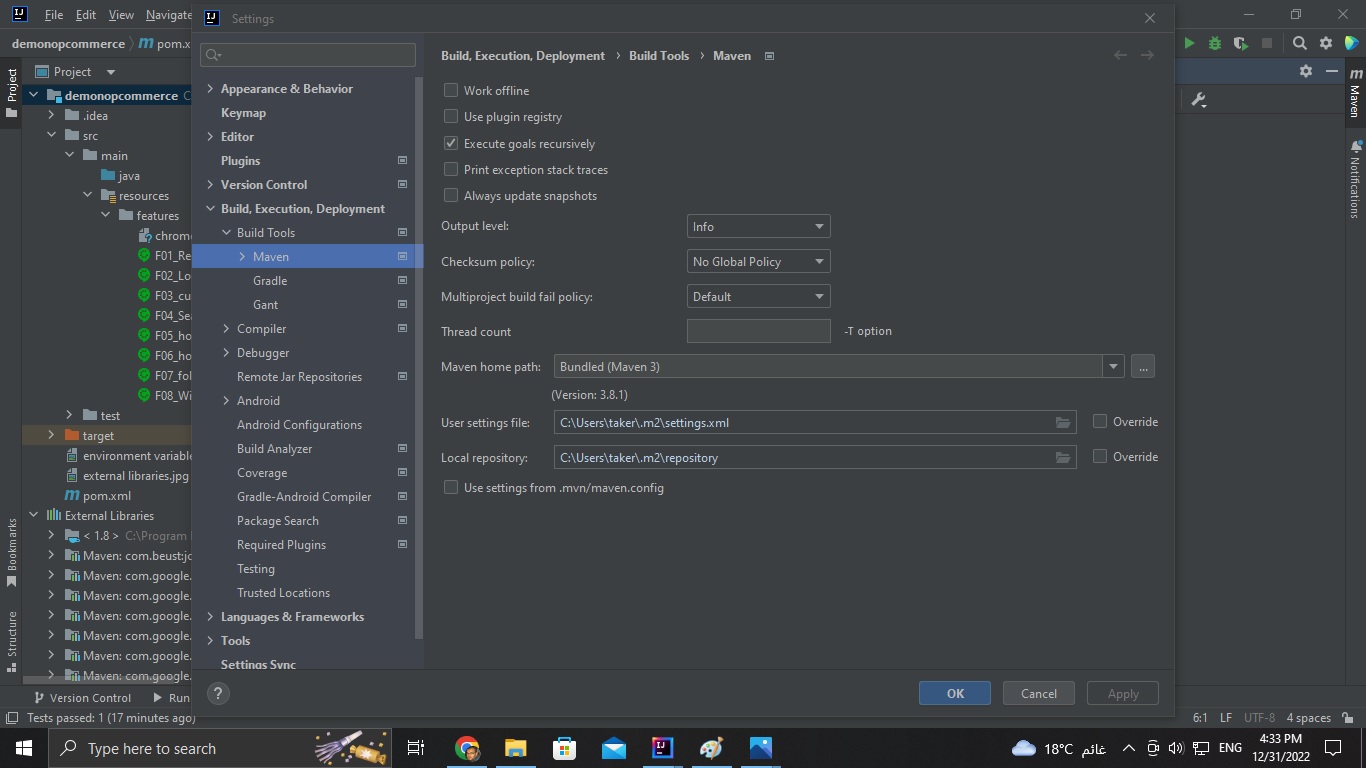 File Edit View Navigate
Settings
demonopcommerce
Project
demonopcommerce
.idea
src
main
java
resources
features
F01_Re
F02_Lo
F03_cu
F04_Se
F05_ho
F06_ho
F07_fol
F08_Wi
test
target
environment variable
external libraries.jpg
pom.xml
External Libraries
< 1.8 > C:\Program
Maven: com.beust:jc
Maven: com.google.
Maven: com.google.
Maven: com.google.
Maven: com.google.
Maven: com.google.
Maven: com.google.
Project
Bookmarks
Structure
Appearance & Behavior
Keymap
Editor
Plugins
Version Control
Build, Execution, Deployment
Build Tools
Maven
Gradle
Gant
Compiler
Debugger
Remote Jar Repositories
Android
Android Configurations
Build Analyzer
Coverage
Gradle-Android Compiler
Package Search
Required Plugins
Testing
Trusted Locations
Languages & Frameworks
Tools
Settings Sync
Build, Execution, Deployment › Build Tools › Maven
Work offline
Use plugin registry
Execute goals recursively
Print exception stack traces
Always update snapshots
Output level: Info
Checksum policy: No Global Policy
Multiproject build fail policy: Default
Thread count -T option
Maven home path: Bundled (Maven 3) ...
(Version: 3.8.1)
User settings file: C:\Users\taker\.m2\settings.xml Override
Local repository: C:\Users\taker\.m2\repository Override
Use settings from .mvn/maven.config
? OK Cancel Apply
Maven
Notifications
Version Control Run
Tests passed: 1 (17 minutes ago) 6:1 LF UTF-8 4 spaces
Type here to search
18°C غائم ENG 4:33 PM
12/31/2022